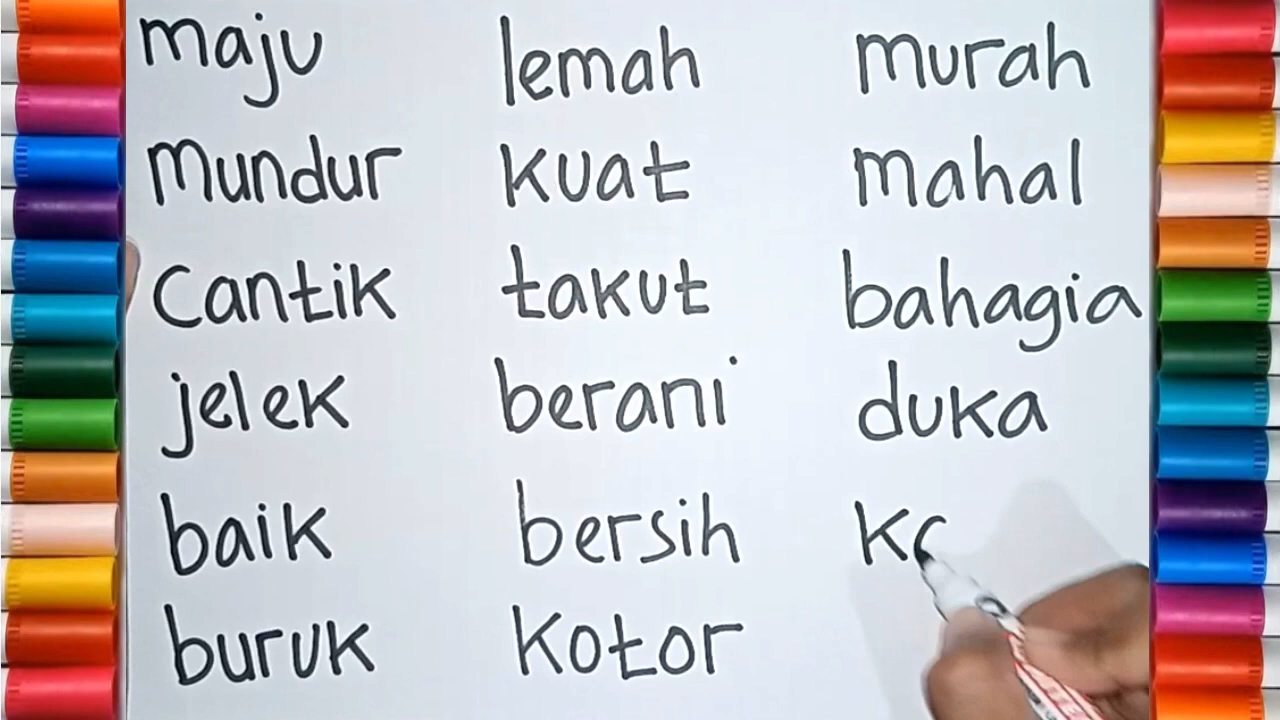 maju
mundur
cantik
jelek
baik
buruk
lemah
kuat
takut
berani
bersih
kotor
murah
mahal
bahagia
duka